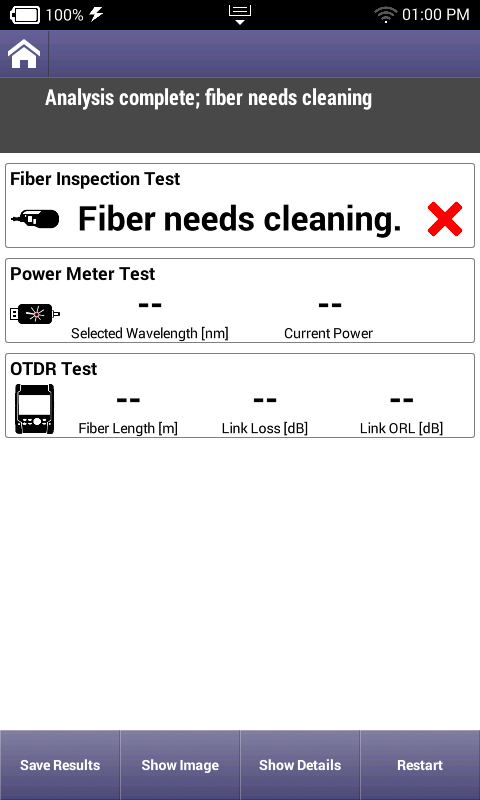 100%
01:00 PM
Analysis complete; fiber needs cleaning
Fiber Inspection Test
Fiber needs cleaning.
Power Meter Test
-- --
Selected Wavelength [nm] Current Power
OTDR Test
-- -- --
Fiber Length [m] Link Loss [dB] Link ORL [dB]
Save Results Show Image Show Details Restart